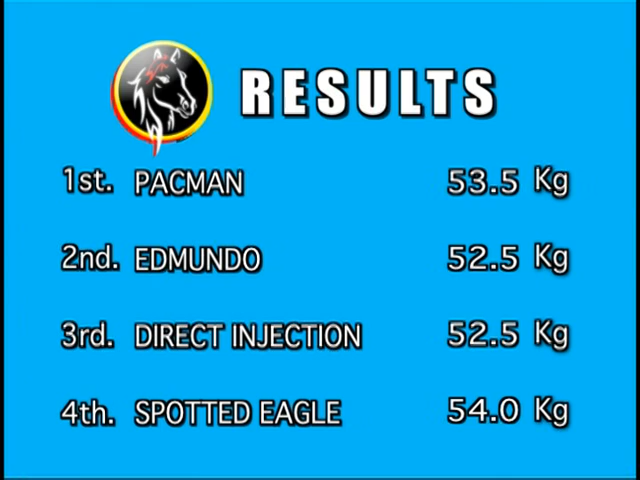 RESULTS
1st. PACMAN 53.5 Kg
2nd. EDMUNDO 52.5 Kg
3rd. DIRECT INJECTION 52.5 Kg
4th. SPOTTED EAGLE 54.0 Kg